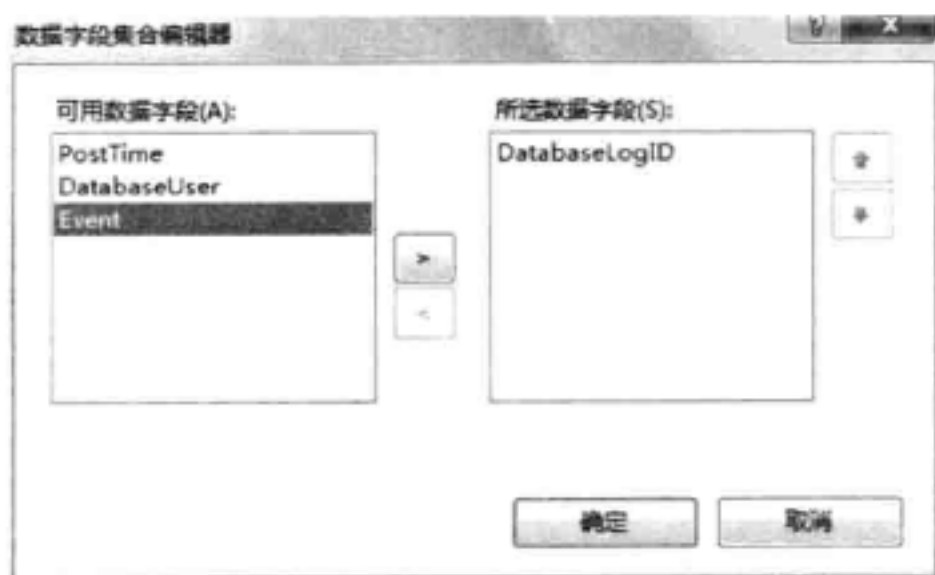 数据字段集合编辑器
可用数据字段(A):
PostTime
DatabaseUser
Event
>
<
所选数据字段(S):
DatabaseLogID
确定
取消